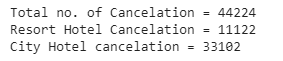 Total no. of Cancelation = 44224
Resort Hotel Cancelation = 11122
City Hotel cancelation = 33102